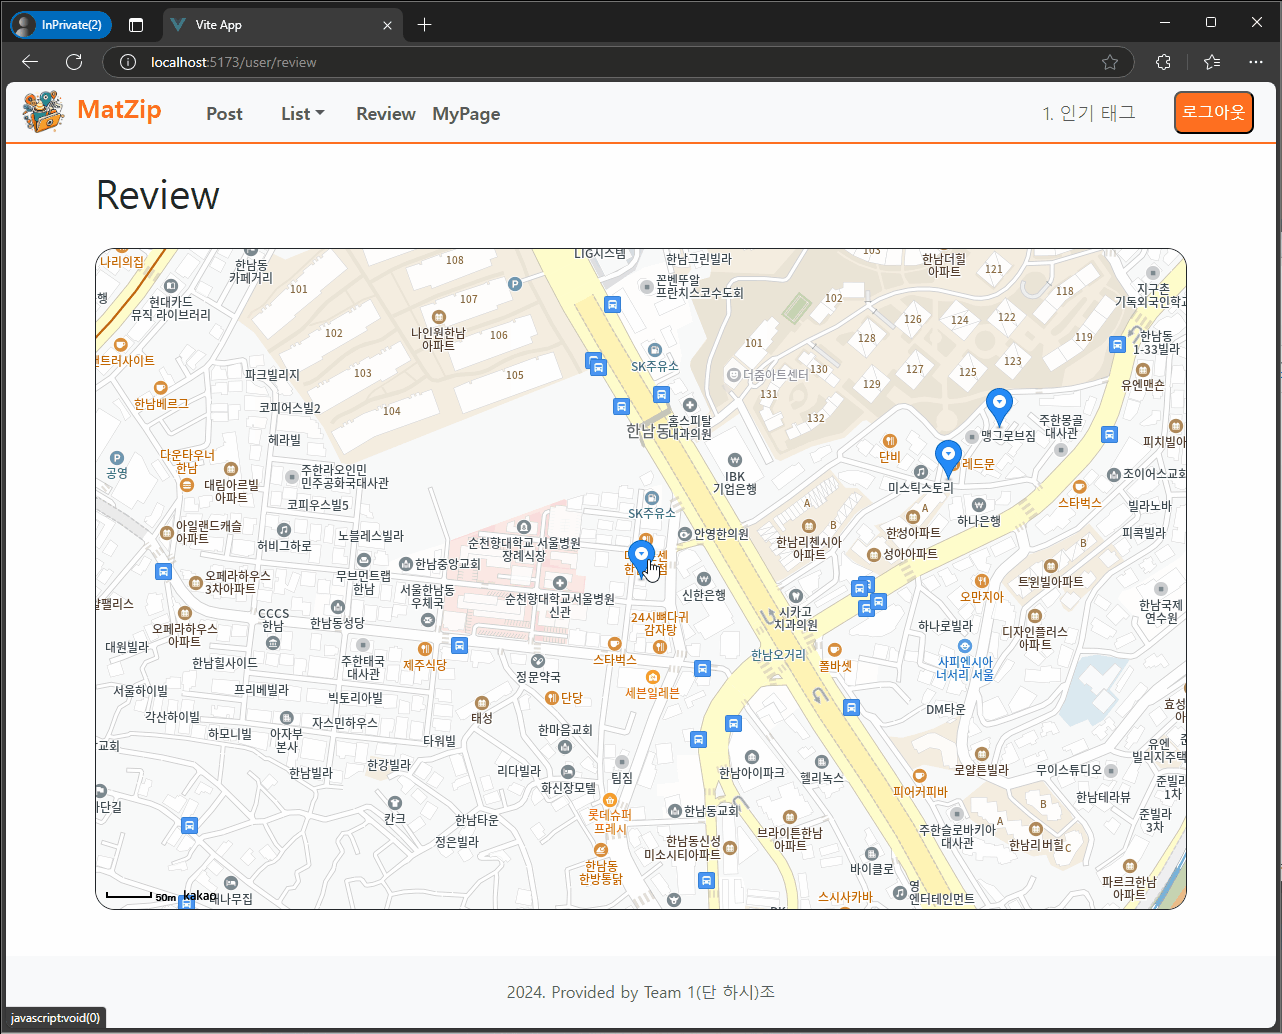 InPrivate(2)
Vite App
localhost:5173/user/review
MatZip
Post
List
Review
MyPage
1. 인기 태그
로그아웃
Review
나리의집
한남동
카페거리
108
LIG시스템
한남그린빌라
103
한남더힐
아파트
121
행
현대카드
뮤직 라이브러리
101
107
P
꼰벤뚜알
프란치스코수도회
102
118
지구촌
기독외국인학교
102
나인원한남
아파트
106
126
124
122
119
한남동
1-33빌라
128
101
트러사이트
103
105
SK주유소
더줌아트센터
130
127
125
123
유엔맨숀
파크빌리지
129
131
한남베르그
코피어스빌2
104
132
한남동
홈스피탈
내과의원
맹그로브짐
주한몽골
대사관
피치빌라
헤라빌
단비
레드문
P
공영
다운타우너
한남
주한라오인민
민주공화국대사관
IBK
기업은행
미스틱스토리
조이어스교회
대림아르빌
아파트
코피우스빌5
SK주유소
A
B
A
스타벅스
빌라노바
아일랜드캐슬
아파트
허비그하로
노블레스빌라
안영한의원
한남리첸시아
아파트
한성아파트
하나은행
피콕빌라
순천향대학교 서울병원
장례식장
B
성아아파트
오페라하우스
3차아파트
무브먼트랩
한남
한남중앙교회
트윈빌아파트
서울한남동
우체국
순천향대학교서울병원
신관
신한은행
시카고
치과의원
오만지아
한남국제
연수원
팰리스
CCCS
한남
한남동성당
24시뼈다귀
감자탕
하나로빌라
디자인플러스
아파트
오페라하우스
아파트
대원빌라
한남힐사이드
주한태국
대사관
제주식당
스타벅스
한남오거리
폴바셋
사피엔시아
너서리 서울
정문약국
서울하이빌
프리베빌라
빅토리아빌
단당
세븐일레븐
DM타운
효성
각산하이빌
자스민하우스
태성
하모니빌
아자부
본사
타워빌
한마음교회
유엔
빌리지주택
교회
한남빌라
한강빌라
리다빌라
팀짐
한남아이파크
헬리녹스
로얄튼빌라
무이스튜디오
화신장모텔
피어커피바
준빌라
1차
한남테라뷰
단길
칸크
한남타운
롯데슈퍼
프레시
한남동교회
B
A
준빌라
3차
정은빌라
브라이튼한남
아파트
주한슬로바키아
대사관
한남리버힐
C
한남동
한방통닭
한남동신성
미소시티아파트
바이클로
파르크한남
아파트
50m
kakao
대나무집
스시사카바
엔터테인먼트
2024. Provided by Team 1(단 하시)조
javascript:void(0)